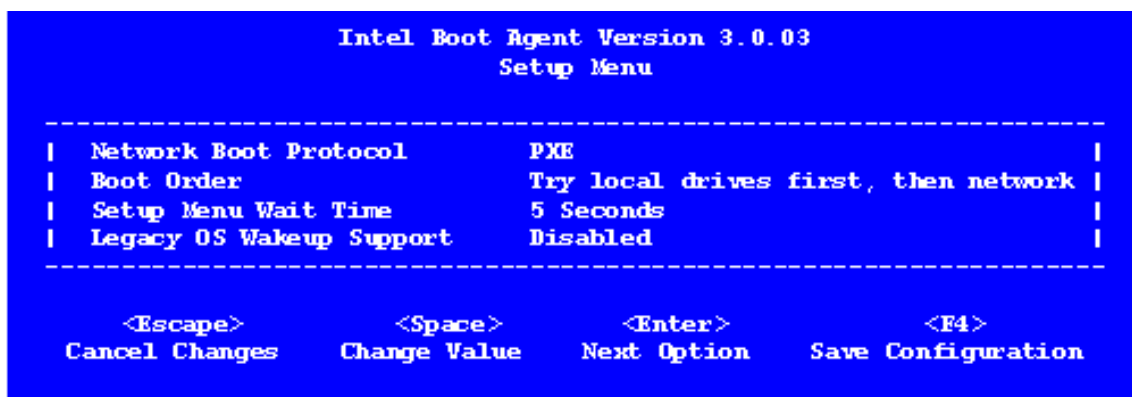 Intel Boot Agent Version 3.0.03
Setup Menu
Network Boot Protocol PXE
Boot Order Try local drives first, then network
Setup Menu Wait Time 5 Seconds
Legacy OS Wakeup Support Disabled
<Escape> <Space> <Enter> <F4>
Cancel Changes Change Value Next Option Save Configuration